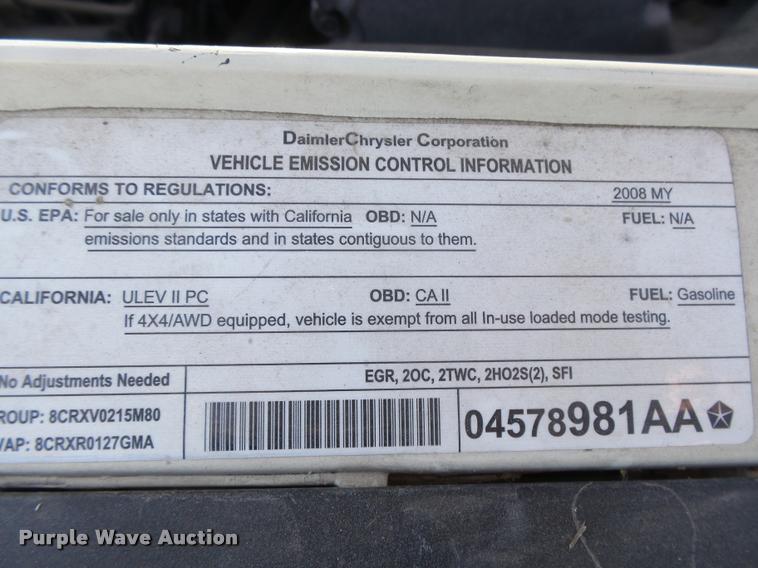 DaimlerChrysler Corporation
VEHICLE EMISSION CONTROL INFORMATION
CONFORMS TO REGULATIONS: 2008 MY
U.S. EPA: For sale only in states with California OBD: N/A FUEL: N/A
emissions standards and in states contiguous to them.
CALIFORNIA: ULEV II PC OBD: CA II FUEL: Gasoline
If 4X4/AWD equipped, vehicle is exempt from all In-use loaded mode testing.
No Adjustments Needed EGR, 2OC, 2TWC, 2HO2S(2), SFI
ROUP: 8CRXV0215M80
VAP: 8CRXR0127GMA
04578981AA
Purple Wave Auction